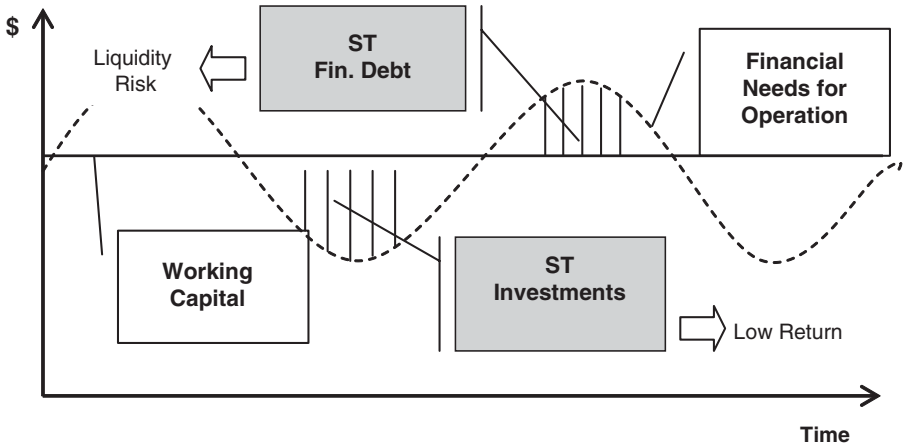 $
Liquidity
Risk
ST
Fin. Debt
Financial
Needs for
Operation
Working
Capital
ST
Investments
Low Return
Time